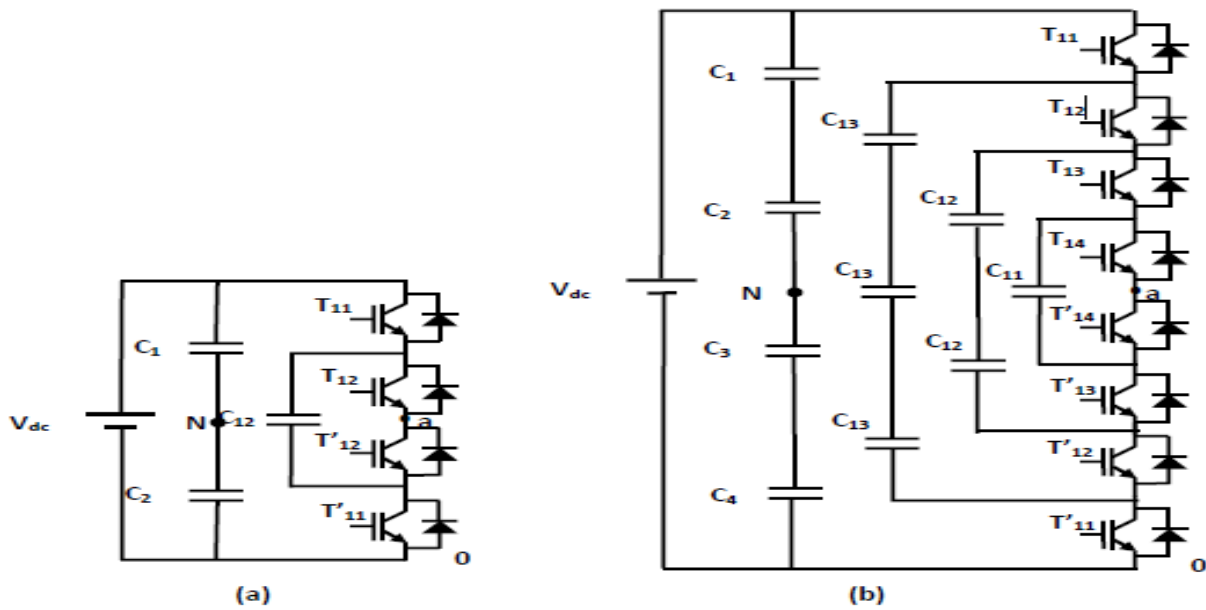 T₁₁
C₁
T₁₂
C₁₃
T₁₃
C₁₂
C₂
T₁₄
C₁₃
C₁₁
V_dc
N
a
T₁₁
T'₁₄
C₁
C₃
C₁₂
T₁₂
T'₁₃
V_dc
N
C₁₂
a
C₁₃
T'₁₂
T'₁₂
C₂
C₄
T'₁₁
T'₁₁
0
0
(a)
(b)